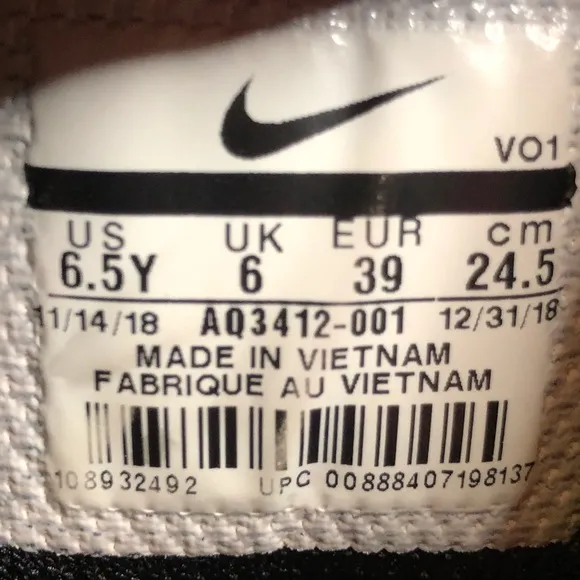 VO1
US UK EUR cm
6.5Y 6 39 24.5
11/14/18 AQ3412-001 12/31/18
MADE IN VIETNAM
FABRIQUE AU VIETNAM
108932492 UPC 00888407198137